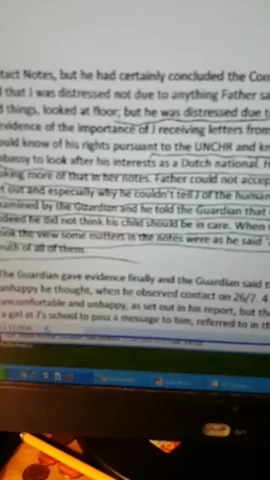 tact Notes, but he had certainly concluded the Con
that J was distressed not due to anything Father sa
d things, looked at floor; but he was distressed due t
evidence of the importance of J receiving letters from
ould know of his rights pursuant to the UNCHR and kn
mbassy to look after his interests as a Dutch national. H
aking more of that in her notes. Father could not accep
t out and especially why he couldn't tell J of the human
xamined by the Guardian and he told the Guardian that
ndeed he did not think his child should be in care. When
ook the view some matters in the notes were as he said
truth of all of them.
The Guardian gave evidence finally and the Guardian said t
unhappy he thought, when he observed contact on 26/7. 4
uncomfortable and unhappy, as set out in his report, but th
a girl at J's school to pass a message to him, referred to in th